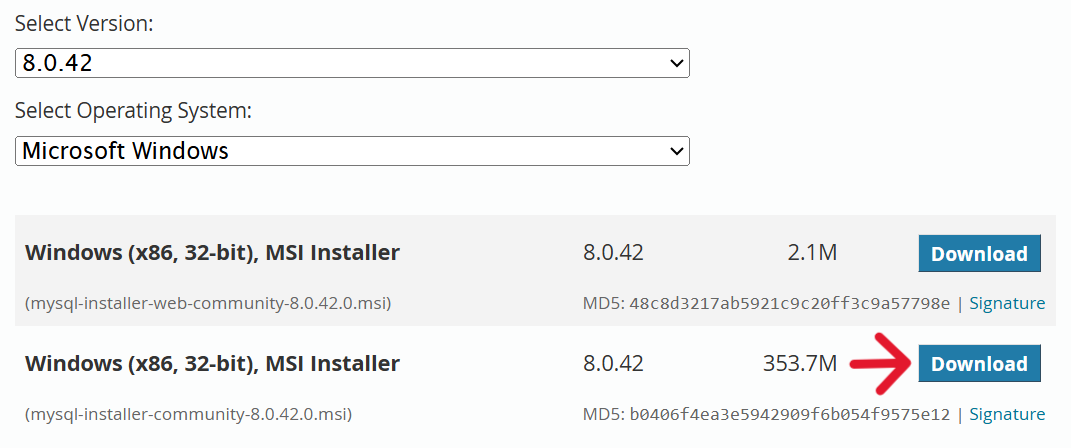 Select Version:
8.0.42
Select Operating System:
Microsoft Windows
Windows (x86, 32-bit), MSI Installer 8.0.42 2.1M Download
(mysql-installer-web-community-8.0.42.0.msi) MD5: 48c8d3217ab5921c9c20ff3c9a57798e | Signature
Windows (x86, 32-bit), MSI Installer 8.0.42 353.7M Download
(mysql-installer-community-8.0.42.0.msi) MD5: b0406f4ea3e5942909f6b054f9575e12 | Signature